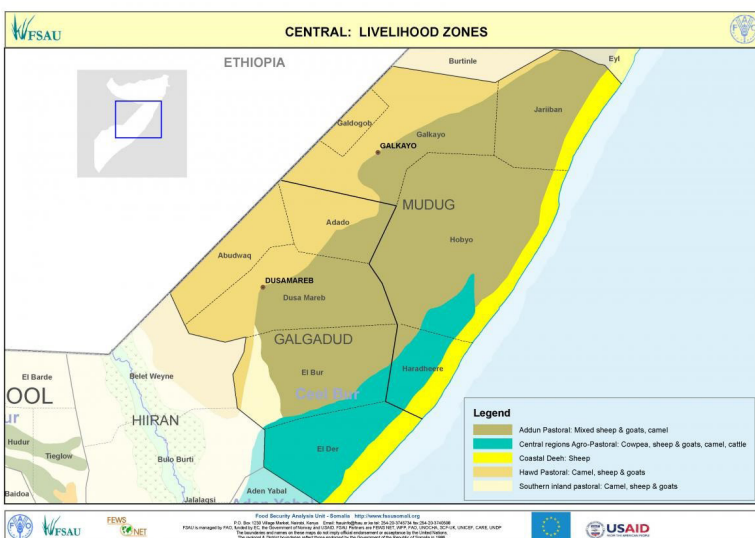 FSAU
CENTRAL: LIVELIHOOD ZONES
ETHIOPIA
Burtinle
Eyl
Jariiban
Galdogob
Galkayo
GALKAYO
MUDUG
Adado
Hobyo
Abudwaq
DUSAMAREB
Dusa Mareb
GALGADUD
El Bur
Haradheere
El Barde
Belet Weyne
OOL
HIIRAN
Hudur
Tieglow
El Der
Bulo Burti
Baidoa
Aden Yabal
Jalalaqsi
Legend
Addun Pastoral: Mixed sheep & goats, camel
Central regions Agro-Pastoral: Cowpea, sheep & goats, camel, cattle
Coastal Deeh: Sheep
Hawd Pastoral: Camel, sheep & goats
Southern inland pastoral: Camel, sheep & goats
FSAU
FEWS NET
Food Security Analysis Unit - Somalia http://www.fsausomali.org
USAID